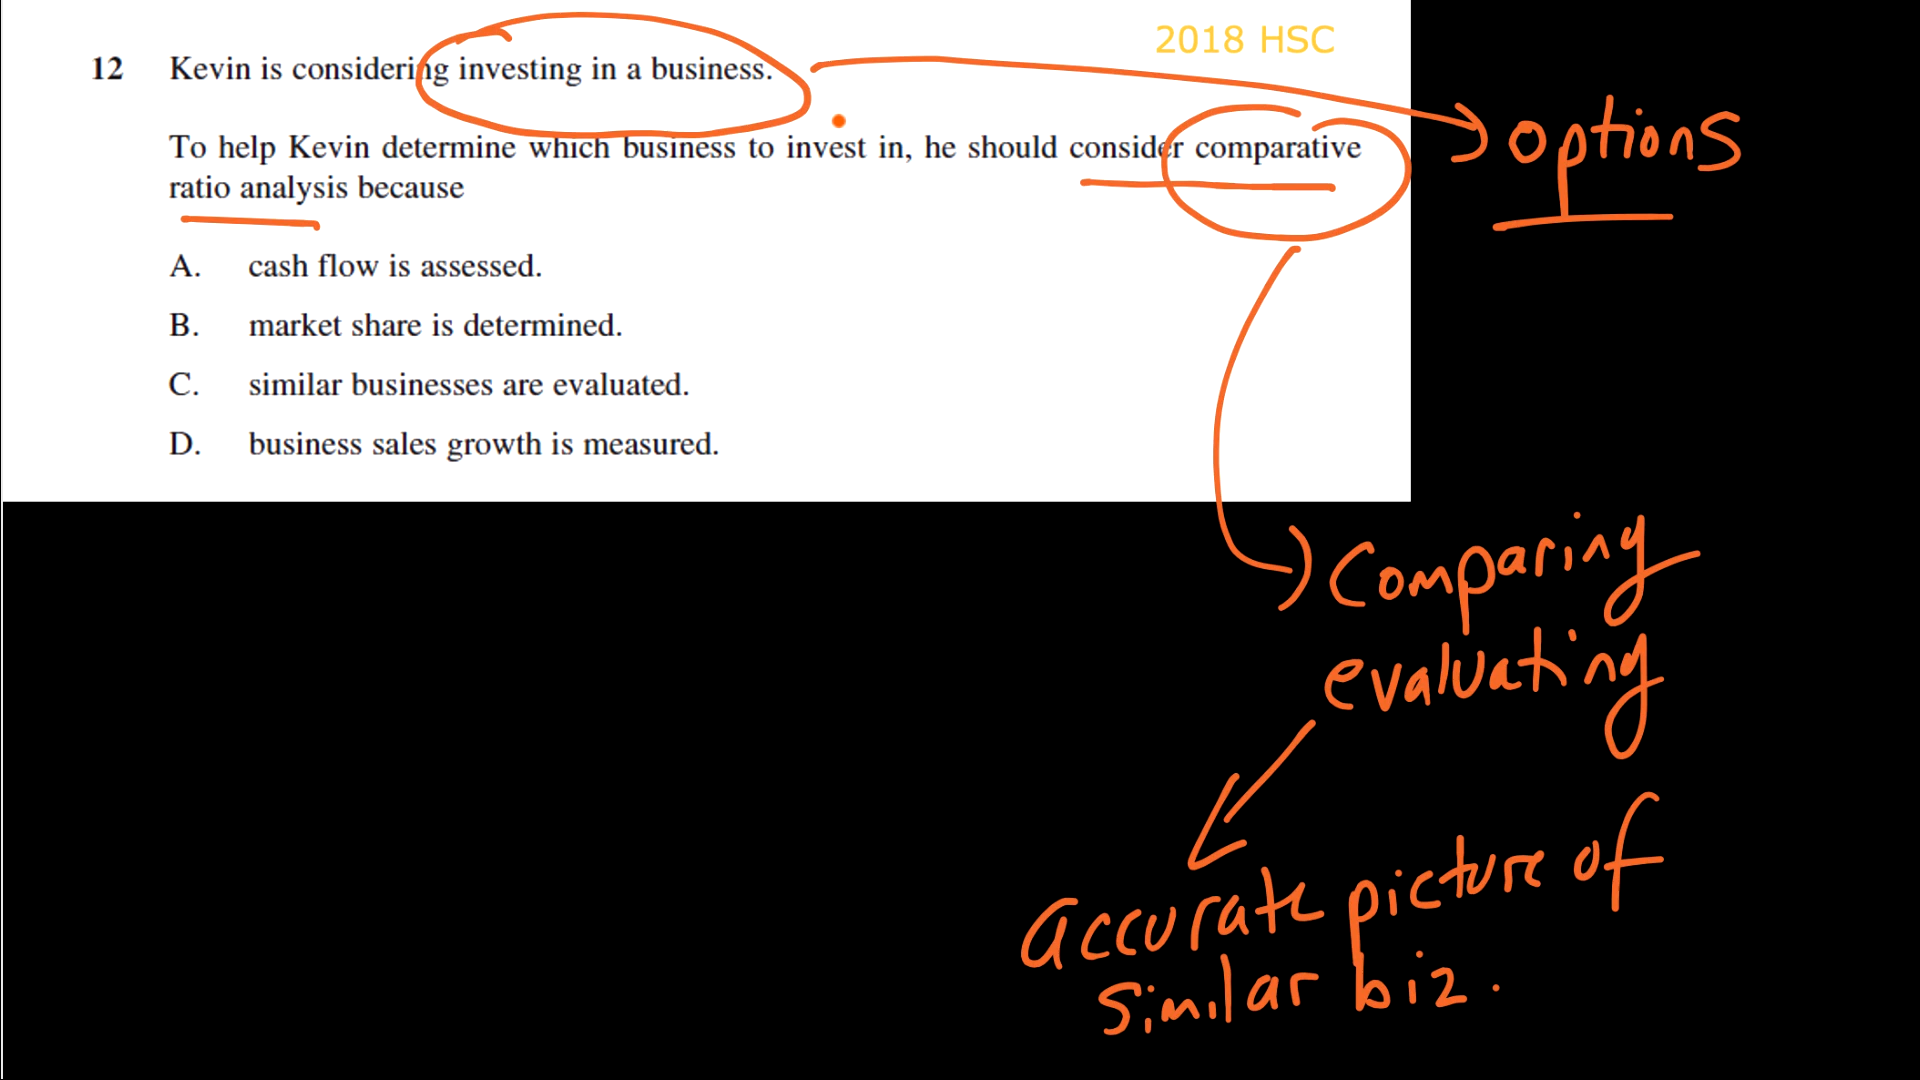 2018 HSC
12 Kevin is considering investing in a business.
To help Kevin determine which business to invest in, he should consider comparative
ratio analysis because
A. cash flow is assessed.
B. market share is determined.
C. similar businesses are evaluated.
D. business sales growth is measured.
options
Comparing
evaluating
accurate picture of
similar biz.